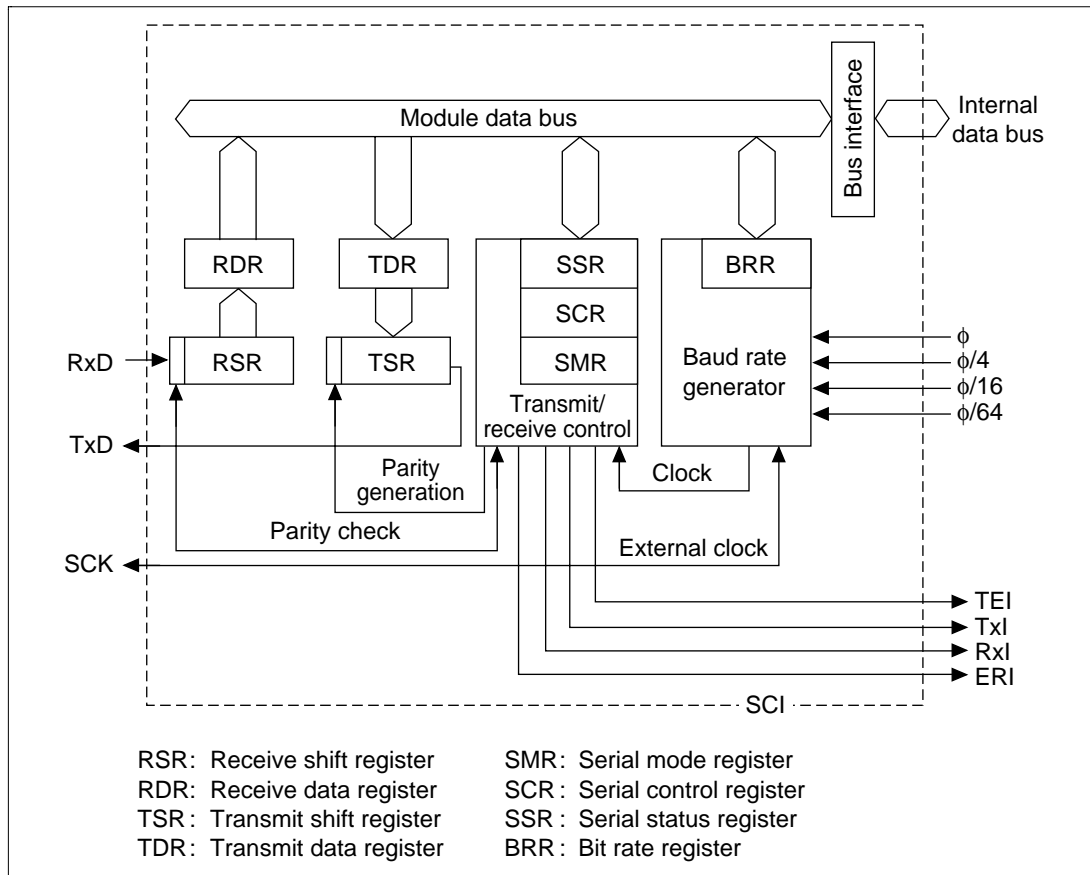 Module data bus
Bus interface
Internal
data bus
RDR
TDR
SSR
BRR
SCR
RxD
RSR
TSR
SMR
Baud rate
generator
ϕ
ϕ/4
ϕ/16
ϕ/64
Transmit/
receive control
TxD
Parity
generation
Clock
Parity check
External clock
SCK
TEI
TxI
RxI
ERI
SCI
RSR: Receive shift register
RDR: Receive data register
TSR: Transmit shift register
TDR: Transmit data register
SMR: Serial mode register
SCR: Serial control register
SSR: Serial status register
BRR: Bit rate register